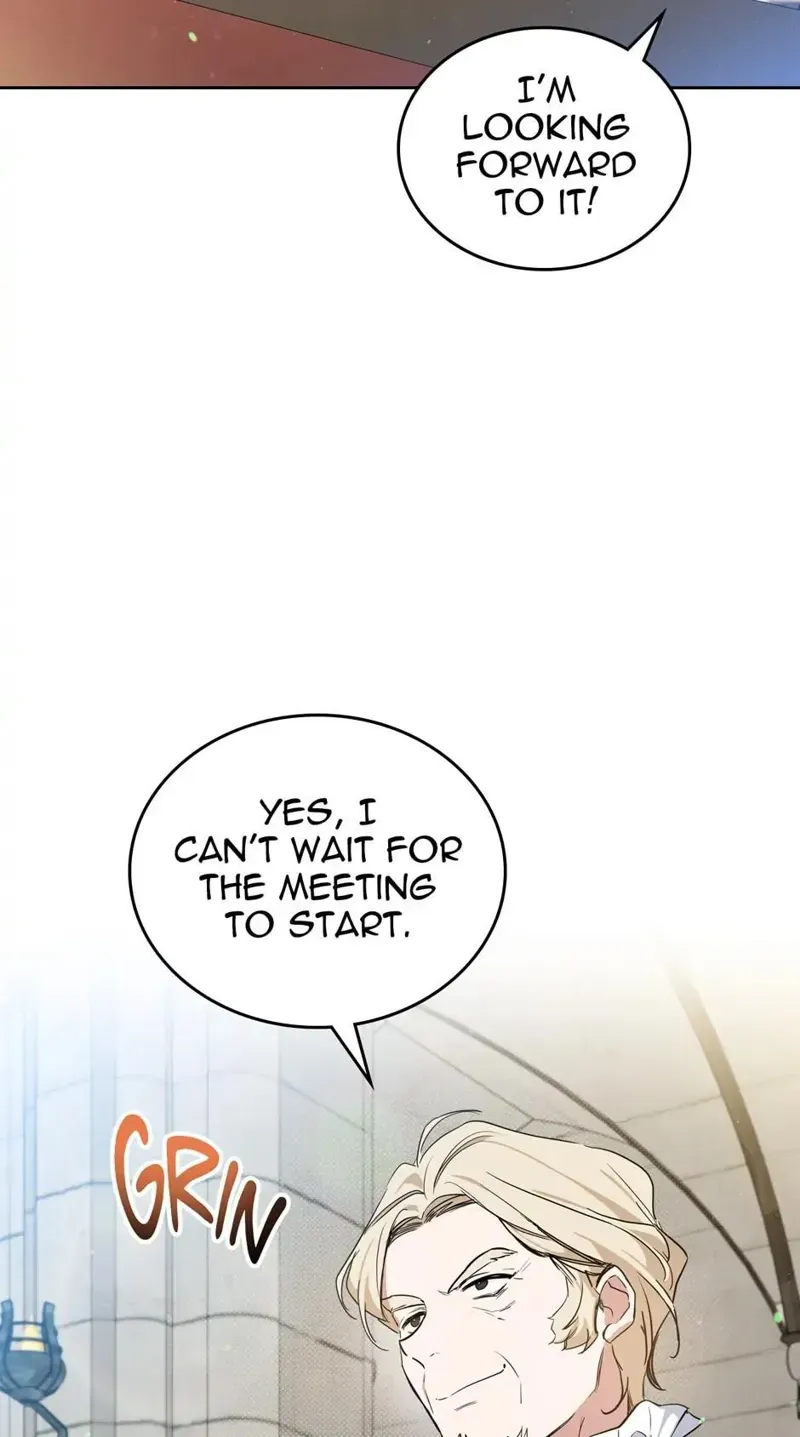 I'M
LOOKING
FORWARD
TO IT!
YES, I
CAN'T WAIT FOR
THE MEETING
TO START.
GRIN